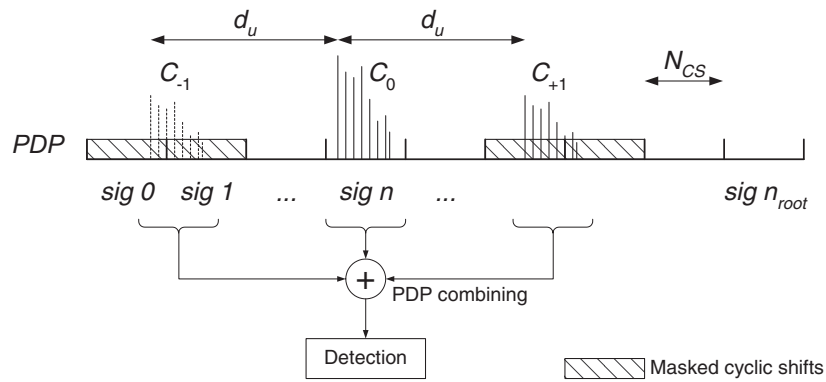 d_u d_u
C_-1 C_0 C_+1 N_CS
PDP
sig 0 sig 1 ... sig n ... sig n_root
+
PDP combining
Detection
Masked cyclic shifts